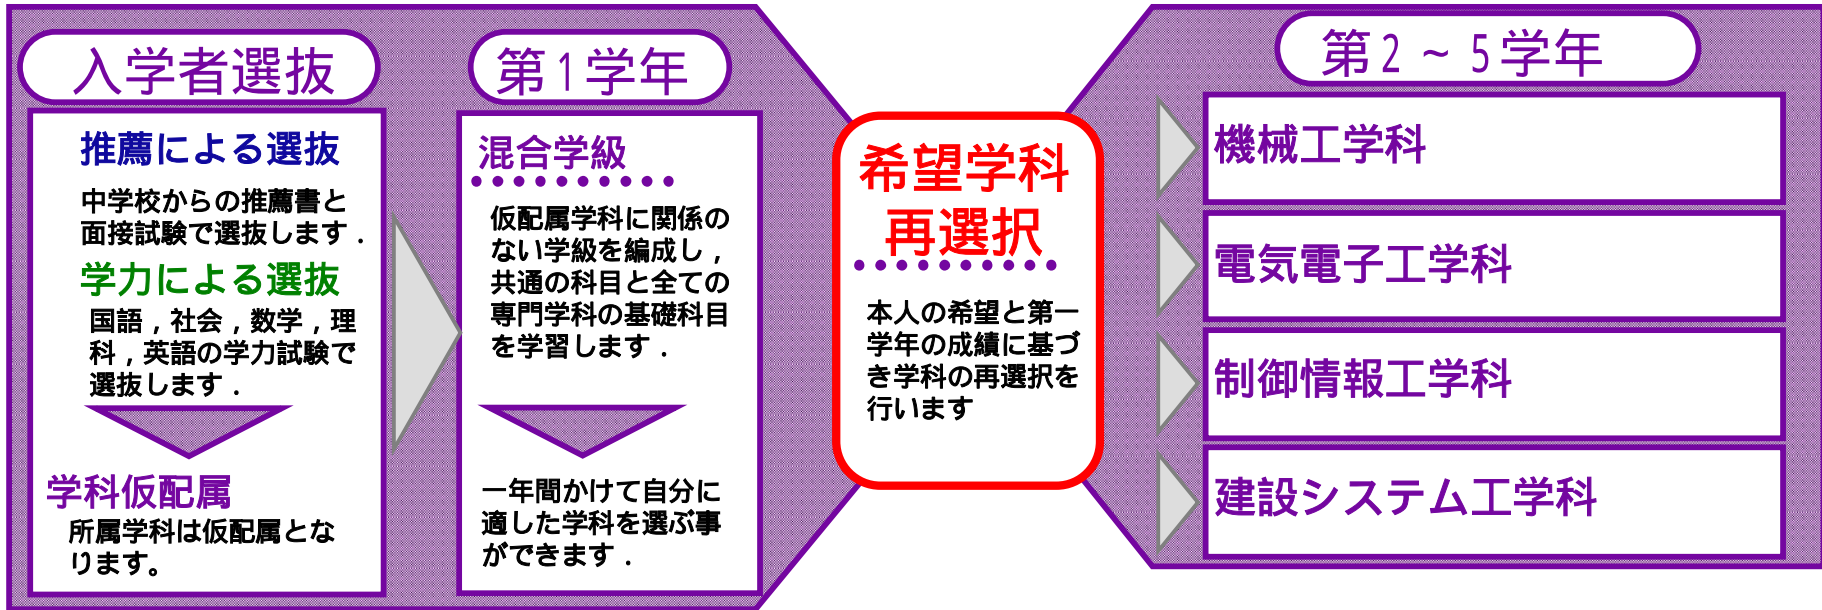 入学者選抜
推薦による選抜
中学校からの推薦書と
面接試験で選抜します．
学力による選抜
国語，社会，数学，理
科，英語の学力試験で
選抜します．
学科仮配属
所属学科は仮配属とな
ります。
第1学年
混合学級
仮配属学科に関係の
ない学級を編成し，
共通の科目と全ての
専門学科の基礎科目
を学習します．
一年間かけて自分に
適した学科を選ぶ事
ができます．
希望学科
再選択
本人の希望と第一
学年の成績に基づ
き学科の再選択を
行います
第2～5学年
機械工学科
電気電子工学科
制御情報工学科
建設システム工学科